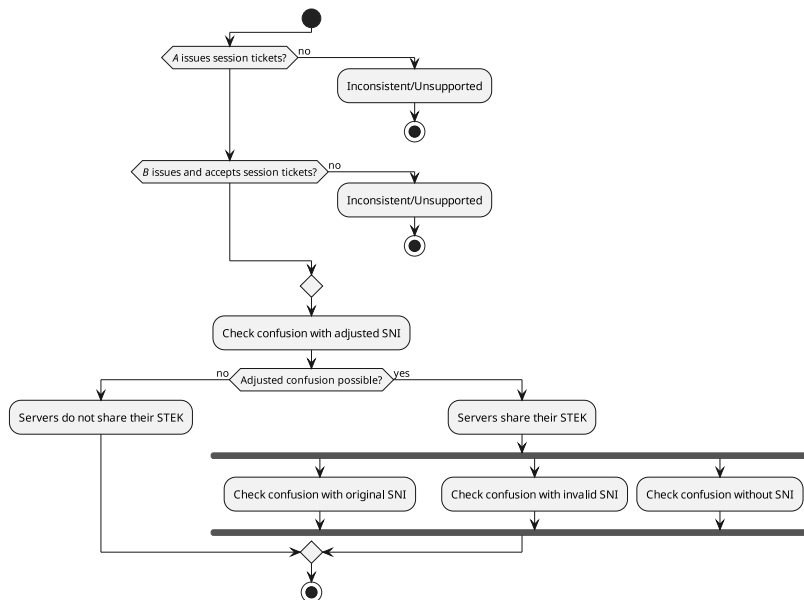 A issues session tickets?
no
Inconsistent/Unsupported
B issues and accepts session tickets?
no
Inconsistent/Unsupported
Check confusion with adjusted SNI
no
Adjusted confusion possible?
yes
Servers do not share their STEK
Servers share their STEK
Check confusion with original SNI
Check confusion with invalid SNI
Check confusion without SNI